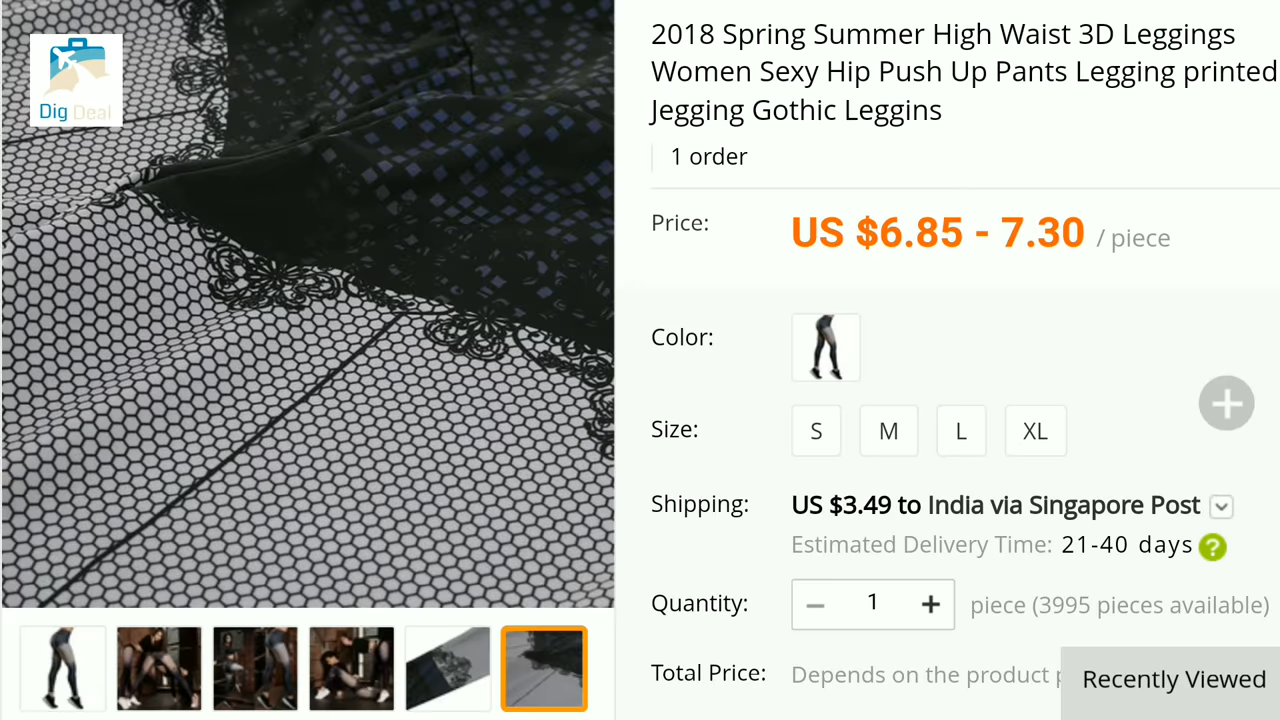 Dig Deal
2018 Spring Summer High Waist 3D Leggings
Women Sexy Hip Push Up Pants Legging printed
Jegging Gothic Leggins
1 order
Price: US $6.85 - 7.30 / piece
Color:
Size: S M L XL
Shipping: US $3.49 to India via Singapore Post
Estimated Delivery Time: 21-40 days ?
Quantity: − 1 + piece (3995 pieces available)
Total Price: Depends on the product
Recently Viewed